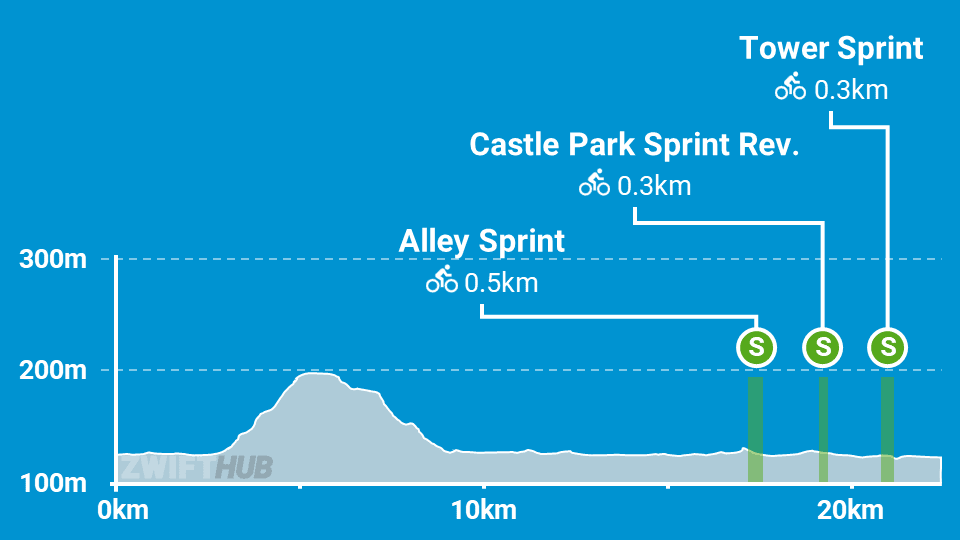 Tower Sprint
0.3km
Castle Park Sprint Rev.
0.3km
Alley Sprint
0.5km
300m
S S S
200m
ZWIFTHUB
100m
0km 10km 20km